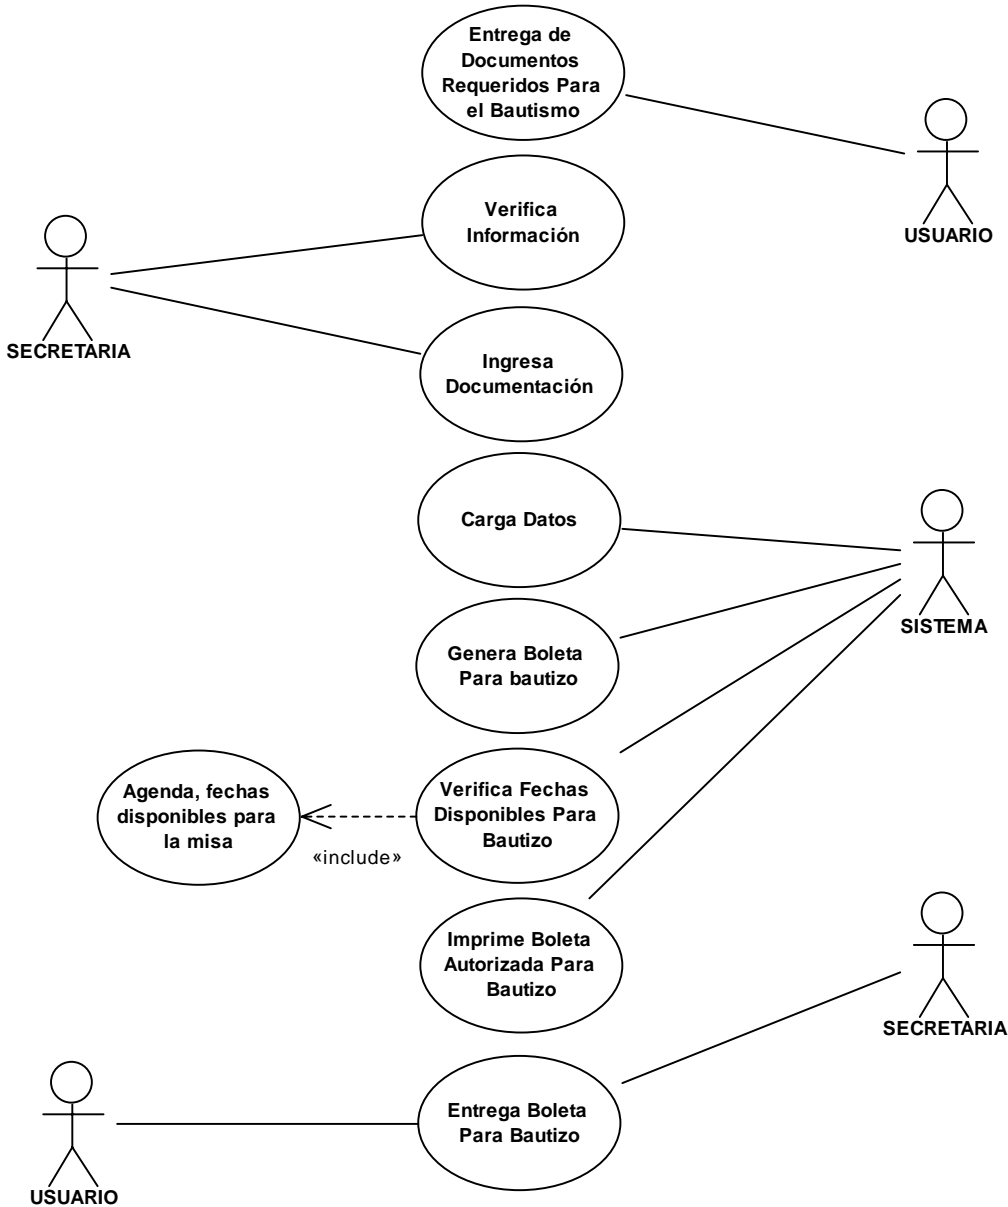 Entrega de
Documentos
Requeridos Para
el Bautismo
USUARIO
Verifica
Información
SECRETARIA
Ingresa
Documentación
Carga Datos
SISTEMA
Genera Boleta
Para bautizo
Agenda, fechas
disponibles para
la misa
«include»
Verifica Fechas
Disponibles Para
Bautizo
Imprime Boleta
Autorizada Para
Bautizo
SECRETARIA
Entrega Boleta
Para Bautizo
USUARIO